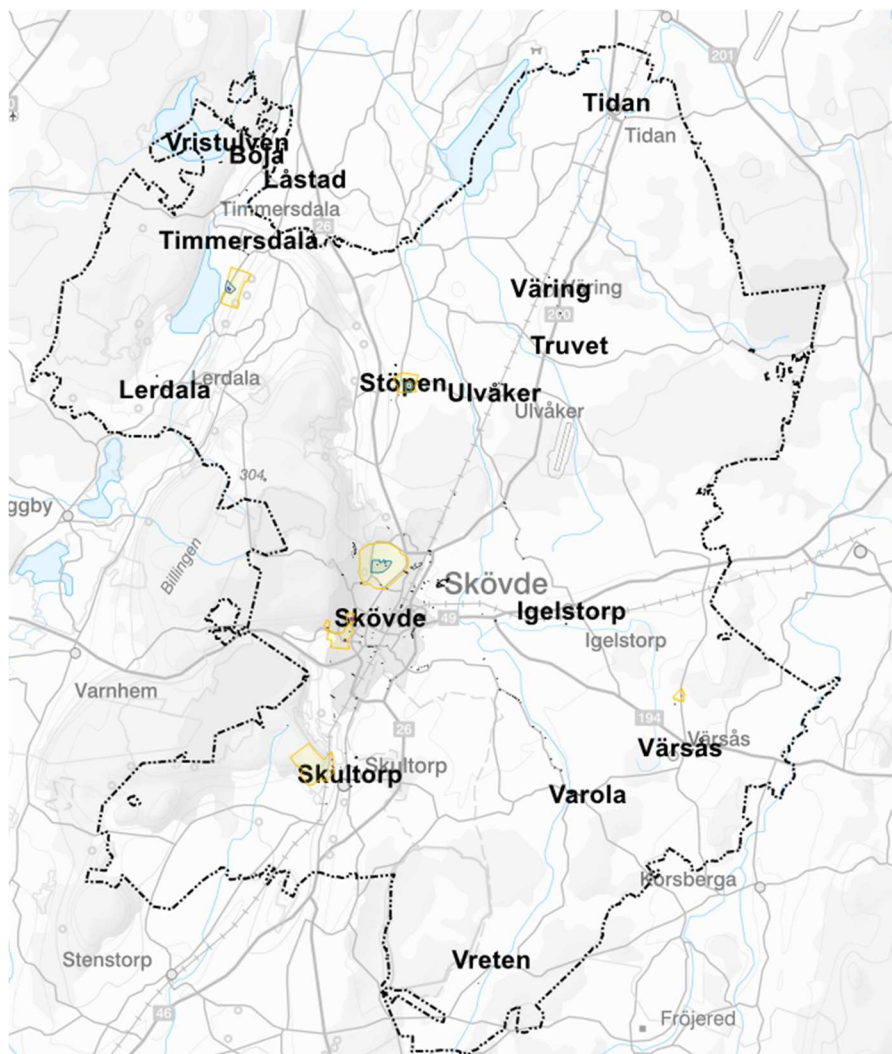 201
Tidan
Tidan
Vristulven
Böja
Låstad
Timmersdala
26
Timmersdala
Väring
Väring
200
Truvet
Stöpen
Ulvåker
Ulvåker
Lerdala
Lerdala
304
ggby
Billingen
Skövde
Skövde
49
Igelstorp
Igelstorp
Varnhem
194
26
Värsås
Värsås
Skultorp
Skultorp
Varola
Korsberga
Stenstorp
Vreten
46
Fröjered